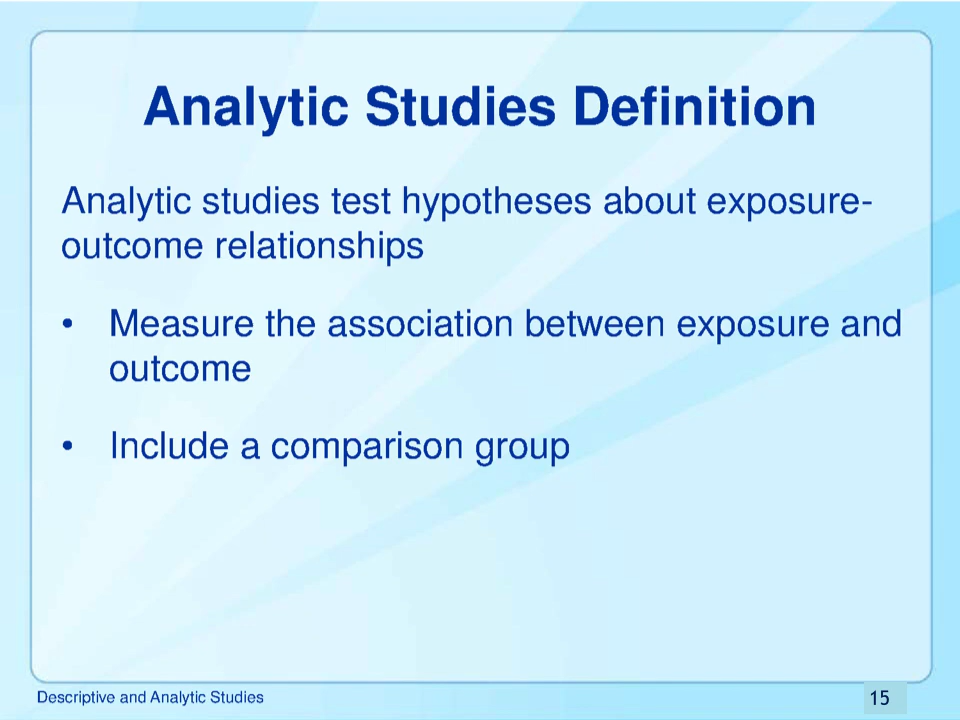 Analytic Studies Definition
Analytic studies test hypotheses about exposure-
outcome relationships
• Measure the association between exposure and
outcome
• Include a comparison group
Descriptive and Analytic Studies
15